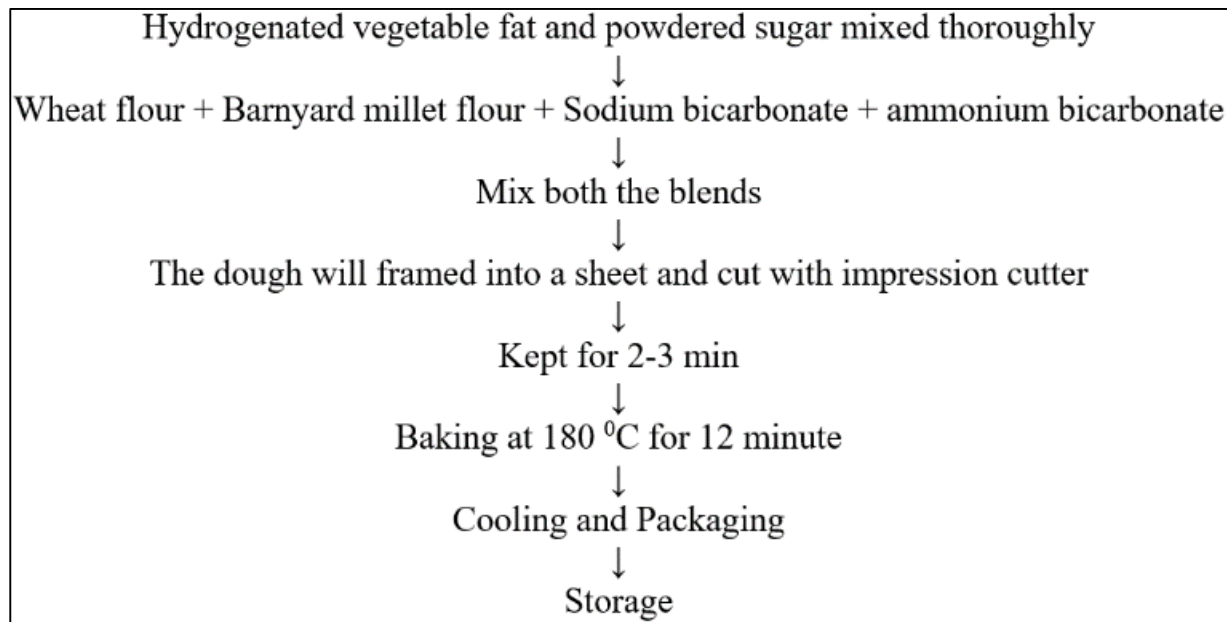 Hydrogenated vegetable fat and powdered sugar mixed thoroughly
↓
Wheat flour + Barnyard millet flour + Sodium bicarbonate + ammonium bicarbonate
↓
Mix both the blends
↓
The dough will framed into a sheet and cut with impression cutter
↓
Kept for 2-3 min
↓
Baking at 180 ⁰C for 12 minute
↓
Cooling and Packaging
↓
Storage